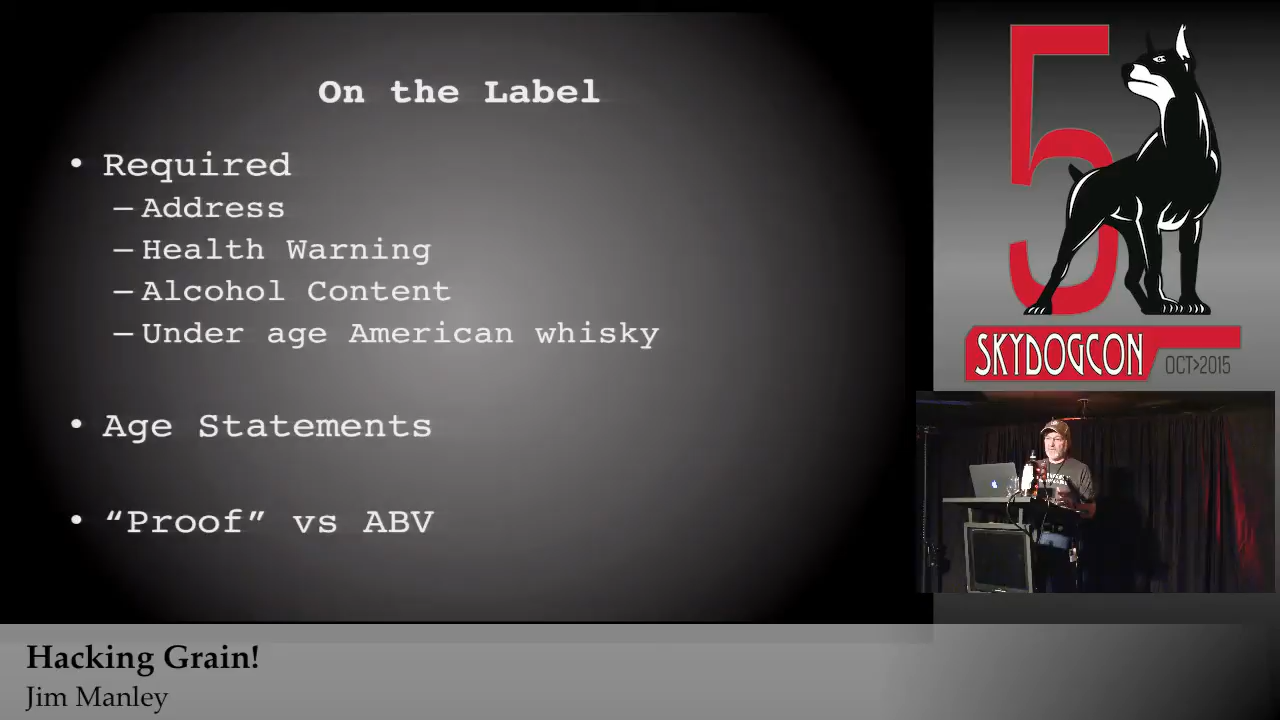 On the Label
• Required
– Address
– Health Warning
– Alcohol Content
– Under age American whisky
• Age Statements
• “Proof” vs ABV
5
SKYDOGCON
OCT>2015
Hacking Grain!
Jim Manley